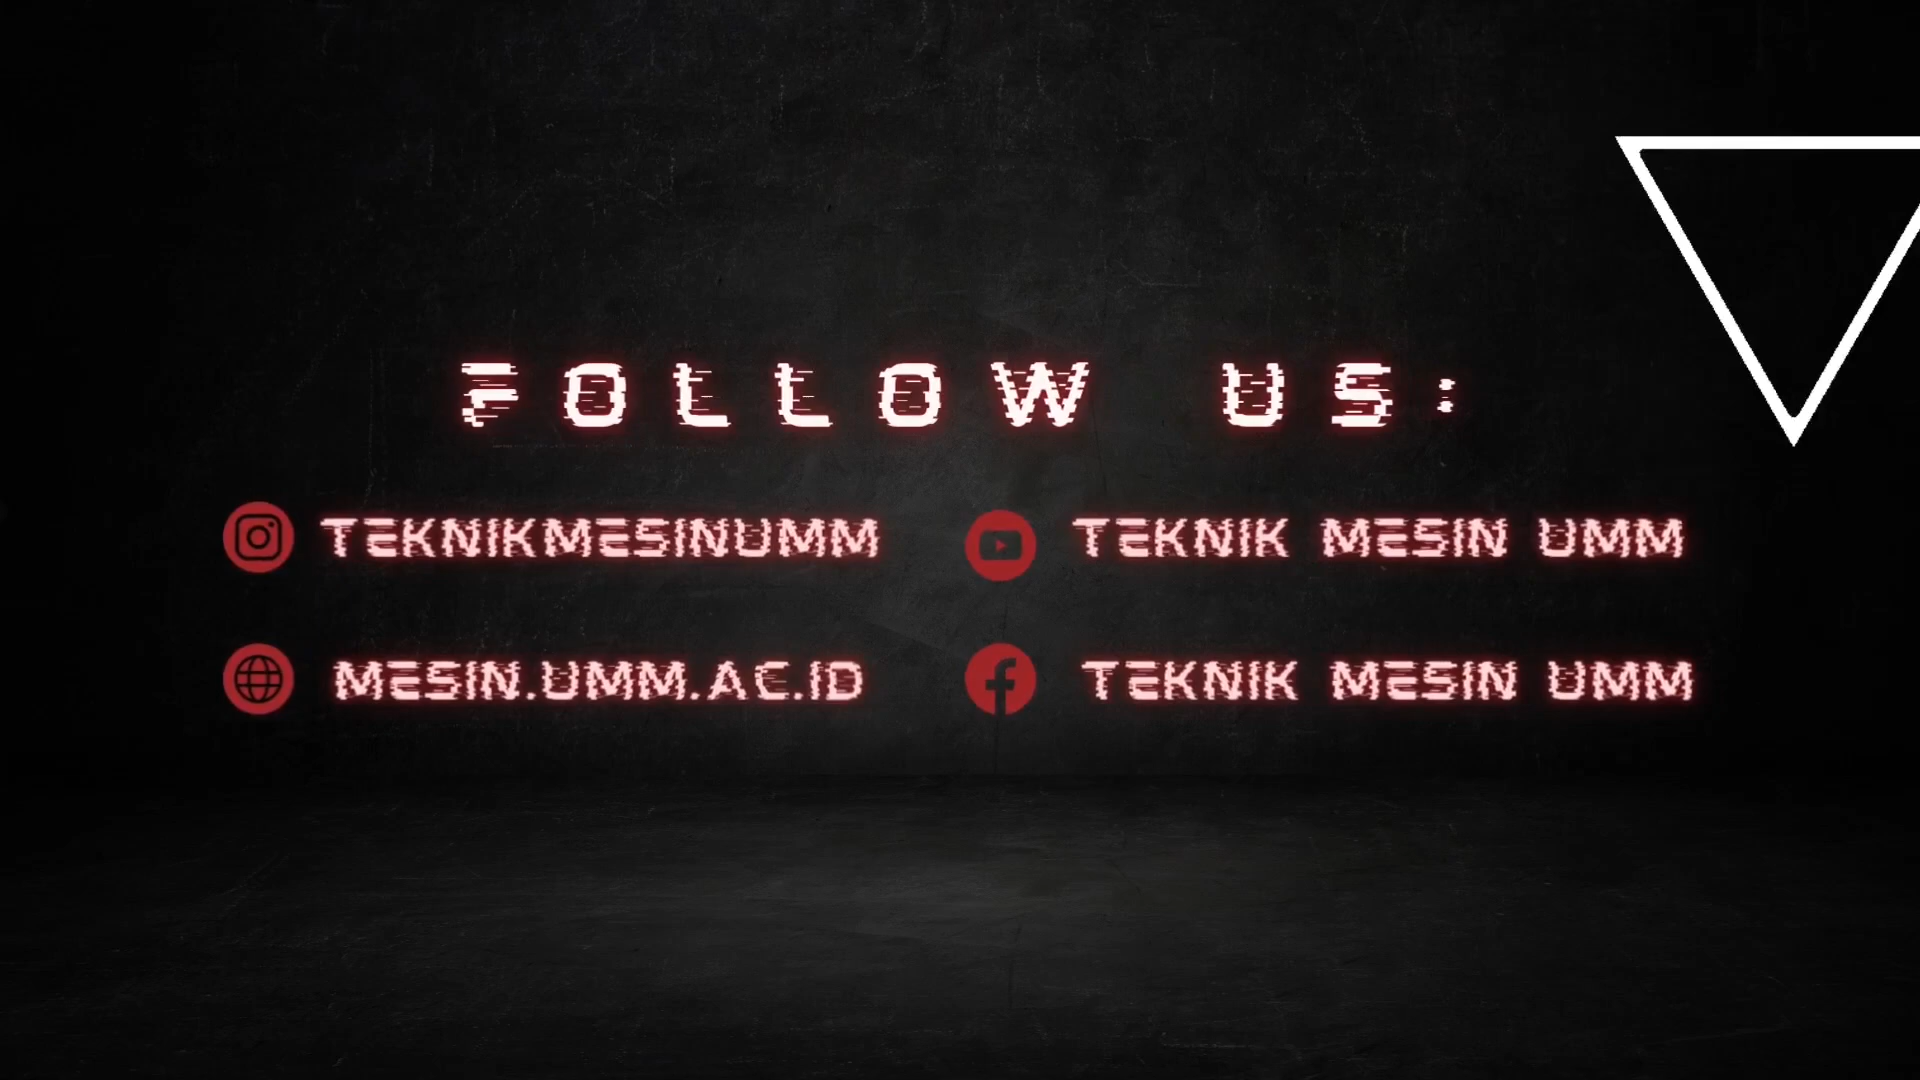 FOLLOW US:
TEKNIKMESINUMM
TEKNIK MESIN UMM
MESIN.UMM.AC.ID
TEKNIK MESIN UMM